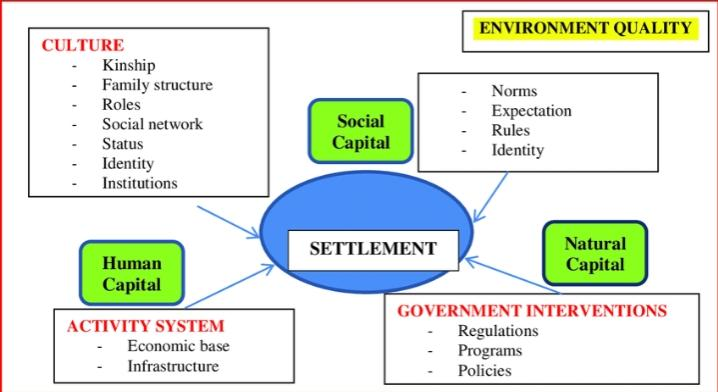 ENVIRONMENT QUALITY
CULTURE
- Kinship
- Family structure
- Roles
- Social network
- Status
- Identity
- Institutions
Social
Capital
- Norms
- Expectation
- Rules
- Identity
SETTLEMENT
Human
Capital
Natural
Capital
ACTIVITY SYSTEM
- Economic base
- Infrastructure
GOVERNMENT INTERVENTIONS
- Regulations
- Programs
- Policies